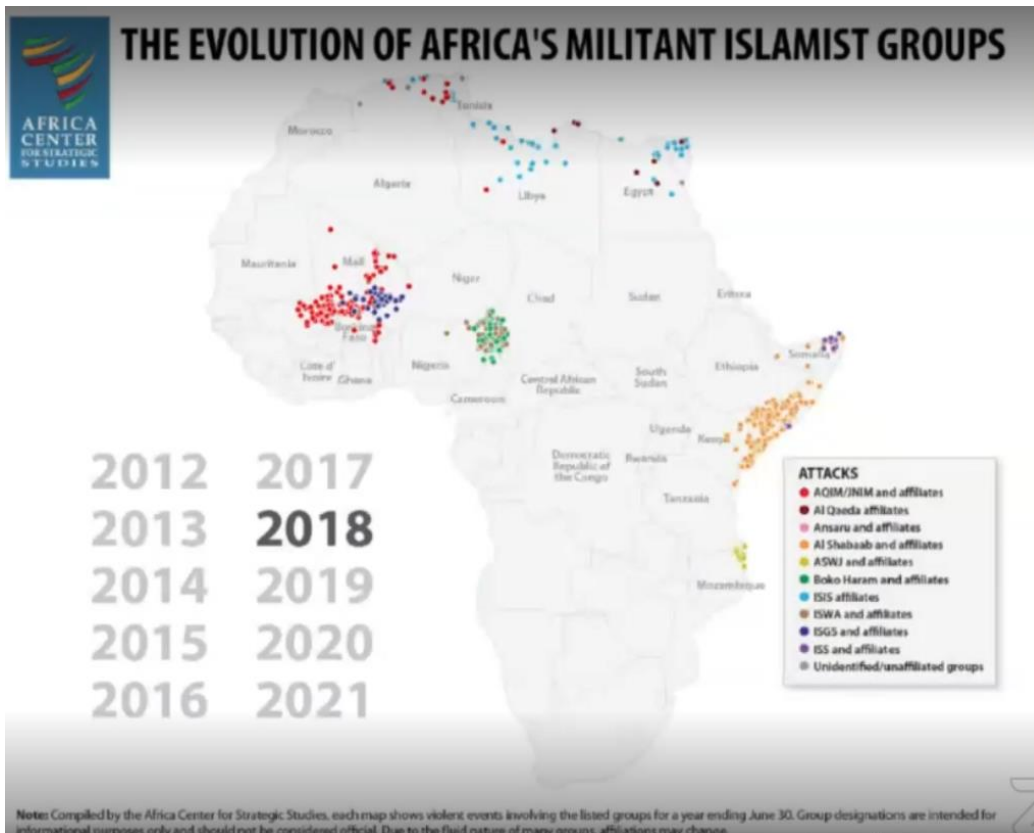 THE EVOLUTION OF AFRICA'S MILITANT ISLAMIST GROUPS
AFRICA
CENTER
FOR STRATEGIC
STUDIES
Tunisia
Morocco
Algeria
Libya
Egypt
Mauritania
Mali
Niger
Chad
Sudan
Eritrea
Burkina
Faso
Cote d'
Ivoire
Ghana
Nigeria
Cameroon
Central African
Republic
South
Sudan
Ethiopia
Somalia
Uganda
Kenya
Democratic
Republic of
the Congo
Rwanda
Tanzania
Mozambique
2012 2017
2013 2018
2014 2019
2015 2020
2016 2021
ATTACKS
AQIM/JNIM and affiliates
Al Qaeda affiliates
Ansaru and affiliates
Al Shabaab and affiliates
ASWJ and affiliates
Boko Haram and affiliates
ISIS affiliates
ISWA and affiliates
ISGS and affiliates
ISS and affiliates
Unidentified/unaffiliated groups
Note: Compiled by the Africa Center for Strategic Studies, each map shows violent events involving the listed groups for a year ending June 30. Group designations are intended for
informational purposes only and should not be considered official. Due to the fluid nature of many groups, affiliations may change.